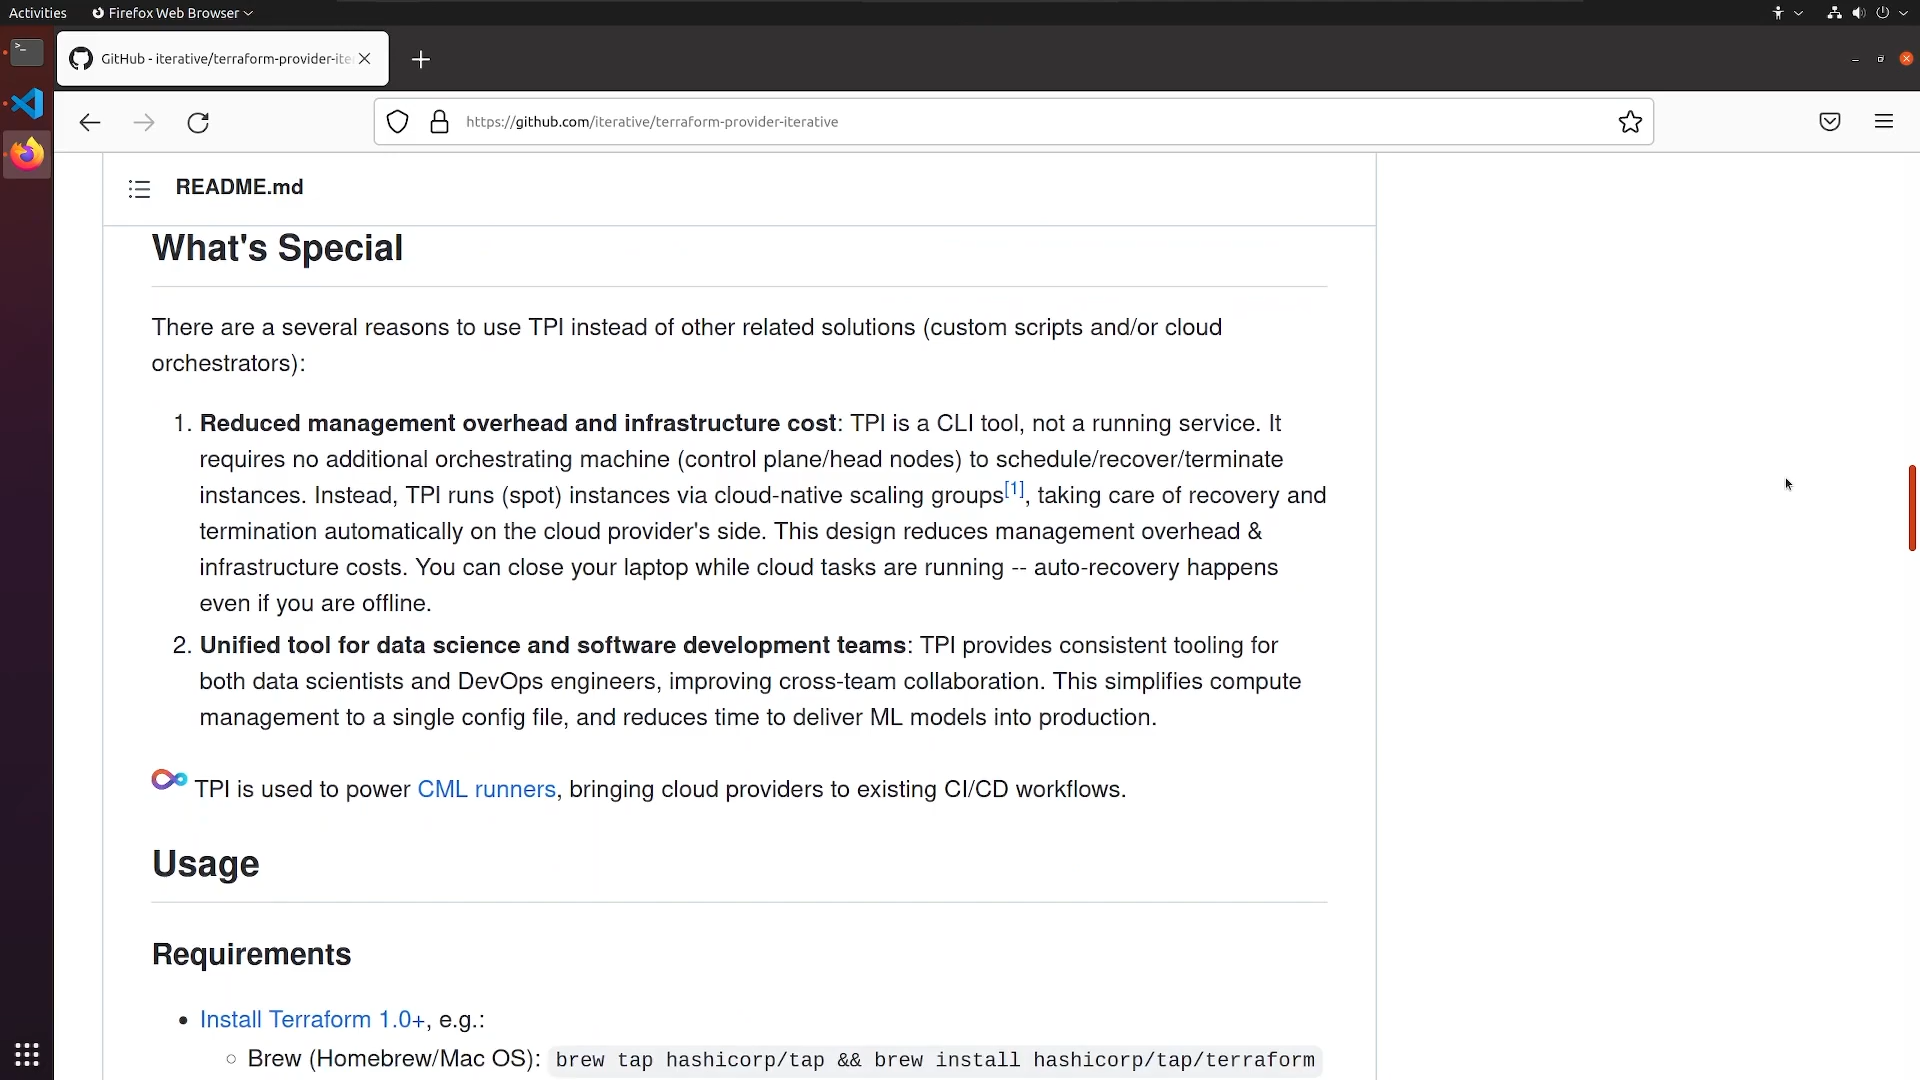 Activities
Firefox Web Browser
GitHub - iterative/terraform-provider-ite
https://github.com/iterative/terraform-provider-iterative
README.md
What's Special
There are a several reasons to use TPI instead of other related solutions (custom scripts and/or cloud
orchestrators):
1. Reduced management overhead and infrastructure cost: TPI is a CLI tool, not a running service. It
requires no additional orchestrating machine (control plane/head nodes) to schedule/recover/terminate
instances. Instead, TPI runs (spot) instances via cloud-native scaling groups[1], taking care of recovery and
termination automatically on the cloud provider's side. This design reduces management overhead &
infrastructure costs. You can close your laptop while cloud tasks are running -- auto-recovery happens
even if you are offline.
2. Unified tool for data science and software development teams: TPI provides consistent tooling for
both data scientists and DevOps engineers, improving cross-team collaboration. This simplifies compute
management to a single config file, and reduces time to deliver ML models into production.
TPI is used to power CML runners, bringing cloud providers to existing CI/CD workflows.
Usage
Requirements
• Install Terraform 1.0+, e.g.:
◦ Brew (Homebrew/Mac OS): brew tap hashicorp/tap && brew install hashicorp/tap/terraform